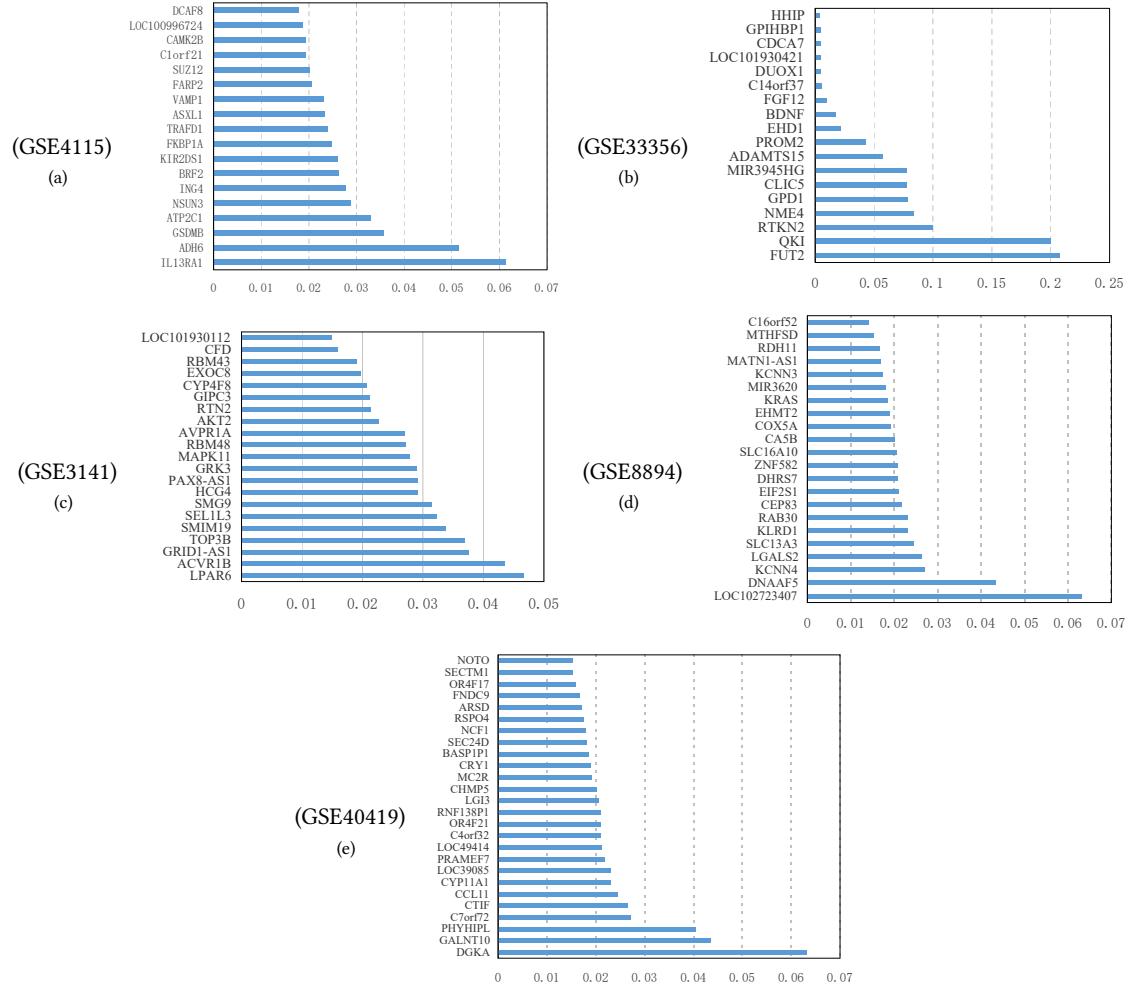 (GSE4115)
(a)
DCAF8
LOC100996724
CAMK2B
C1orf21
SUZ12
FARP2
VAMP1
ASXL1
TRAFD1
FKBP1A
KIR2DS1
BRF2
ING4
NSUN3
ATP2C1
GSDMB
ADH6
IL13RA1
0 0.01 0.02 0.03 0.04 0.05 0.06 0.07
(GSE33356)
(b)
HHIP
GPIHBP1
CDCA7
LOC101930421
DUOX1
C14orf37
FGF12
BDNF
EHD1
PROM2
ADAMTS15
MIR3945HG
CLIC5
GPD1
NME4
RTKN2
QKI
FUT2
0 0.05 0.1 0.15 0.2 0.25
(GSE3141)
(c)
LOC101930112
CFD
RBM43
EXOC8
CYP4F8
GIPC3
RTN2
AKT2
AVPR1A
RBM48
MAPK11
GRK3
PAX8-AS1
HCG4
SMG9
SEL1L3
SMIM19
TOP3B
GRID1-AS1
ACVR1B
LPAR6
0 0.01 0.02 0.03 0.04 0.05
(GSE8894)
(d)
C16orf52
MTHFSD
RDH11
MATN1-AS1
KCNN3
MIR3620
KRAS
EHMT2
COX5A
CA5B
SLC16A10
ZNF582
DHRS7
EIF2S1
CEP83
RAB30
KLRD1
SLC13A3
LGALS2
KCNN4
DNAAF5
LOC102723407
0 0.01 0.02 0.03 0.04 0.05 0.06 0.07
(GSE40419)
(e)
NOTO
SECTM1
OR4F17
FNDC9
ARSD
RSPO4
NCF1
SEC24D
BASP1P1
CRY1
MC2R
CHMP5
LGI3
RNF138P1
OR4F21
C4orf32
LOC49414
PRAMEF7
LOC39085
CYP11A1
CCL11
CTIF
C7orf72
PHYHIPL
GALNT10
DGKA
0 0.01 0.02 0.03 0.04 0.05 0.06 0.07